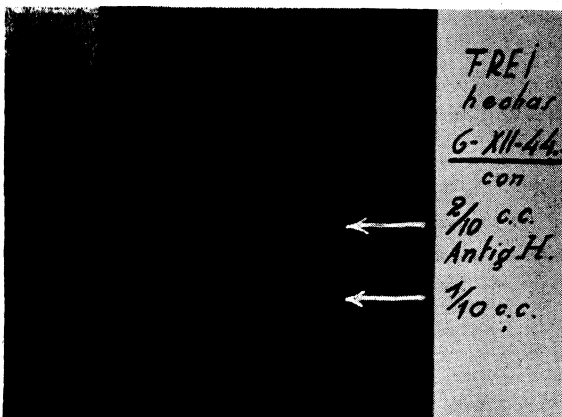 FREI
hechas
6-XII-44.
con
2/10 c.c.
Antig H.
1/10 c.c.